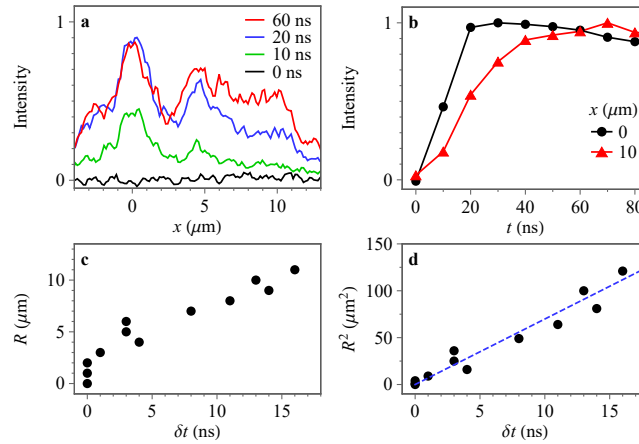 a
60 ns
20 ns
10 ns
0 ns
Intensity
1
0
0
5
10
x (μm)
b
Intensity
1
0
x (μm)
0
10
0
20
40
60
80
t (ns)
c
R (μm)
10
5
0
0
5
10
15
δt (ns)
d
R² (μm²)
150
100
50
0
0
5
10
15
δt (ns)